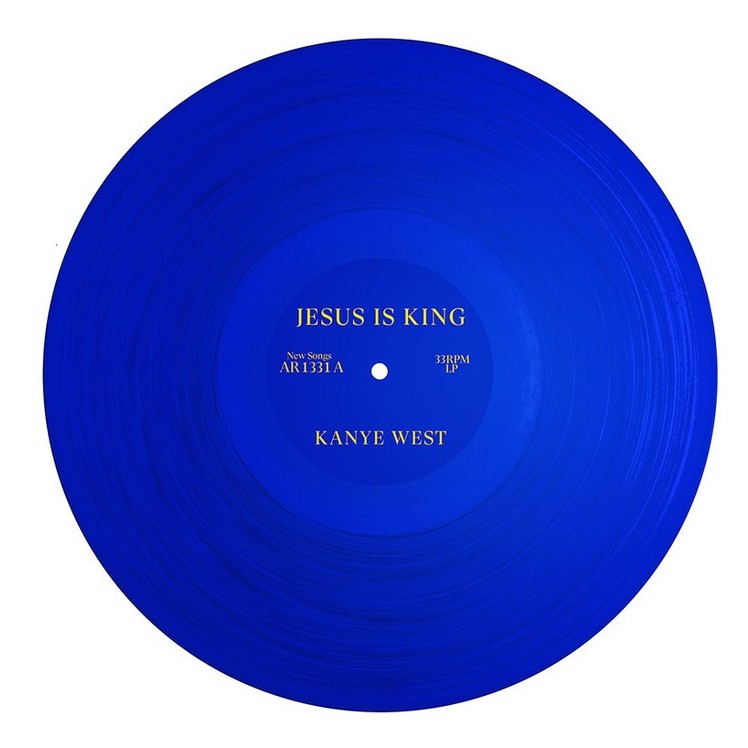 JESUS IS KING
New Songs
AR 1331 A
33RPM
LP
KANYE WEST